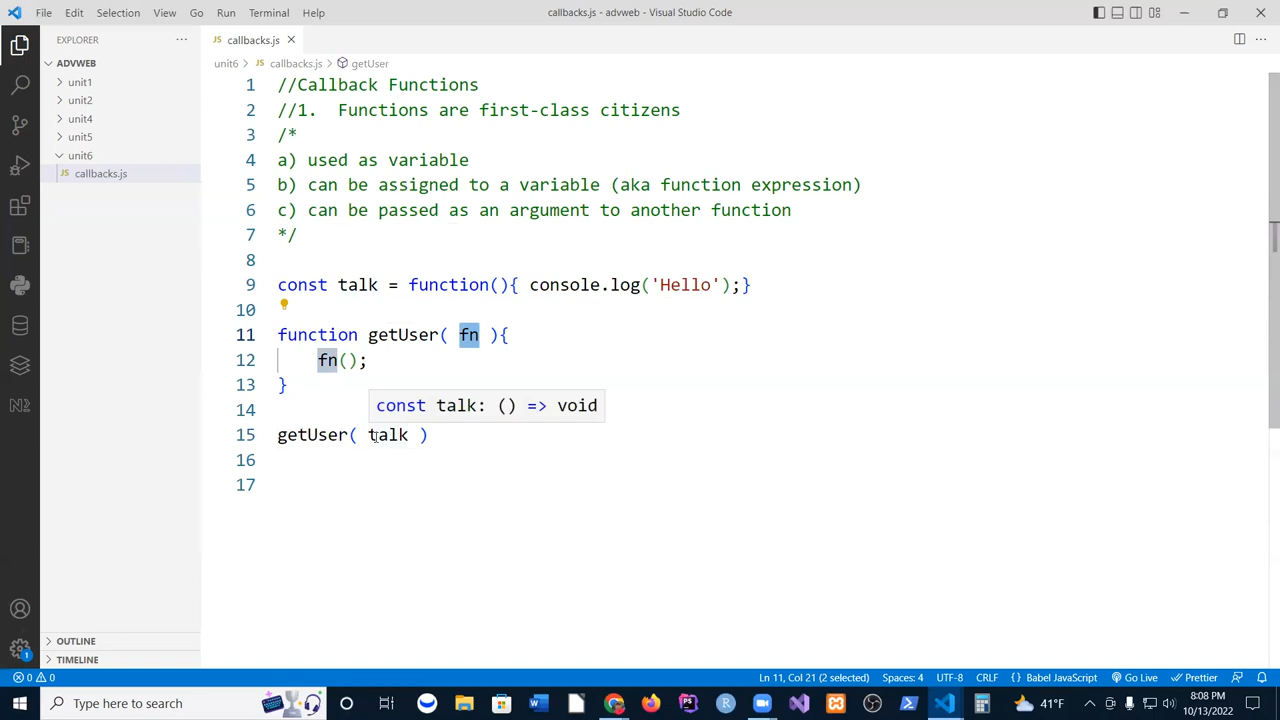 File Edit Selection View Go Run Terminal Help
callbacks.js - advweb - Visual Studio Code
EXPLORER
ADVWEB
unit1
unit2
unit4
unit5
unit6
JS callbacks.js
OUTLINE
TIMELINE
JS callbacks.js
unit6 > JS callbacks.js > getUser
1 //Callback Functions
2 //1. Functions are first-class citizens
3 /*
4 a) used as variable
5 b) can be assigned to a variable (aka function expression)
6 c) can be passed as an argument to another function
7 */
8
9 const talk = function(){ console.log('Hello');}
10
11 function getUser( fn ){
12 fn();
13 }
const talk: () => void
14
15 getUser( talk )
16
17
1
0 0
Ln 11, Col 21 (2 selected) Spaces: 4 UTF-8 CRLF {} Babel JavaScript Go Live Prettier
Type here to search
41°F
8:08 PM
10/13/2022